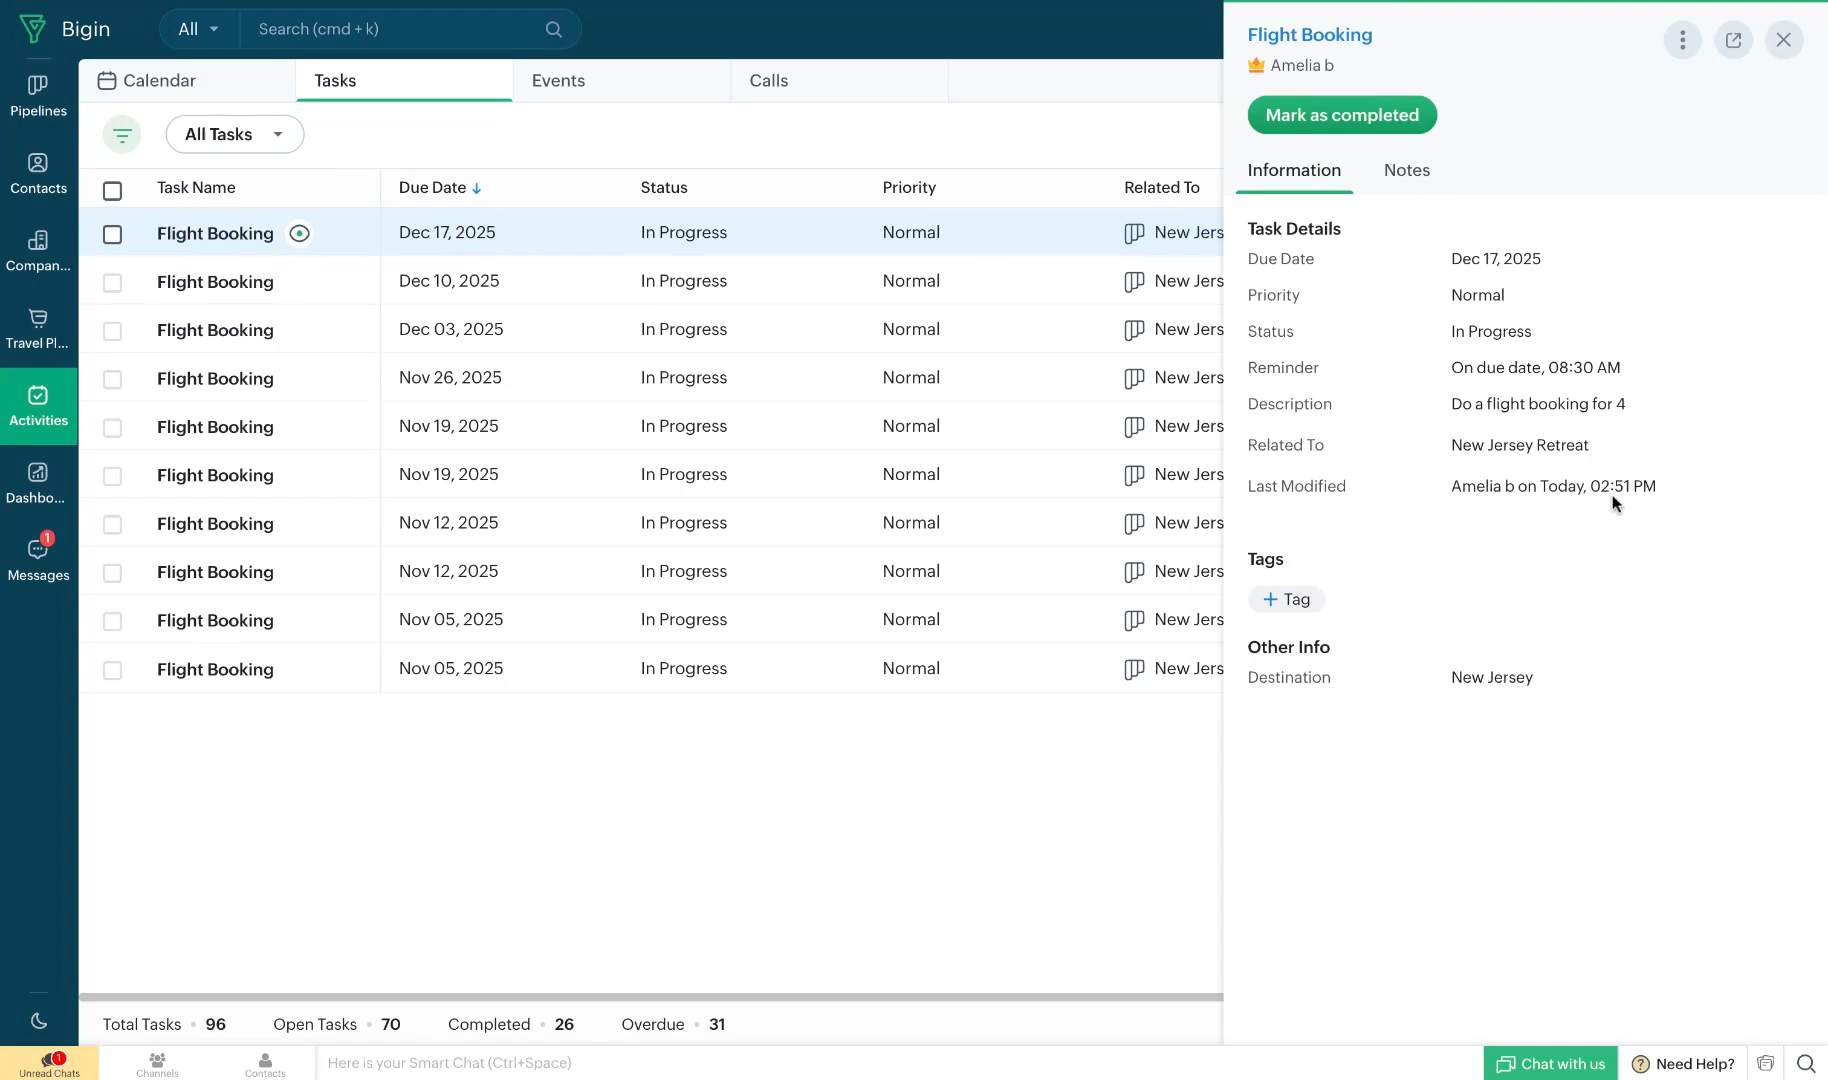 Bigin
All
Search (cmd + k)
Pipelines
Contacts
Compan...
Travel Pl...
Activities
Dashbo...
1
Messages
Calendar
Tasks
Events
Calls
All Tasks
Task Name Due Date Status Priority Related To
Flight Booking Dec 17, 2025 In Progress Normal New Jers
Flight Booking Dec 10, 2025 In Progress Normal New Jers
Flight Booking Dec 03, 2025 In Progress Normal New Jers
Flight Booking Nov 26, 2025 In Progress Normal New Jers
Flight Booking Nov 19, 2025 In Progress Normal New Jers
Flight Booking Nov 19, 2025 In Progress Normal New Jers
Flight Booking Nov 12, 2025 In Progress Normal New Jers
Flight Booking Nov 12, 2025 In Progress Normal New Jers
Flight Booking Nov 05, 2025 In Progress Normal New Jers
Flight Booking Nov 05, 2025 In Progress Normal New Jers
Total Tasks • 96 Open Tasks • 70 Completed • 26 Overdue • 31
Flight Booking
Amelia b
Mark as completed
Information Notes
Task Details
Due Date Dec 17, 2025
Priority Normal
Status In Progress
Reminder On due date, 08:30 AM
Description Do a flight booking for 4
Related To New Jersey Retreat
Last Modified Amelia b on Today, 02:51 PM
Tags
+ Tag
Other Info
Destination New Jersey
1
Unread Chats
Channels
Contacts
Here is your Smart Chat (Ctrl+Space)
Chat with us
? Need Help?